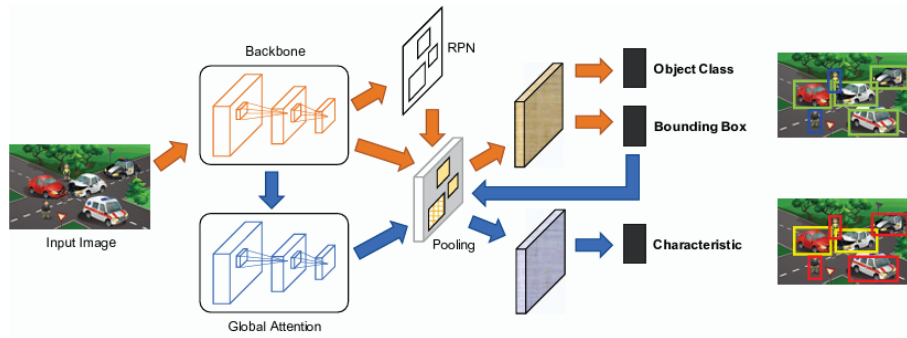 Backbone
RPN
Object Class
Bounding Box
Input Image
Pooling
Characteristic
Global Attention